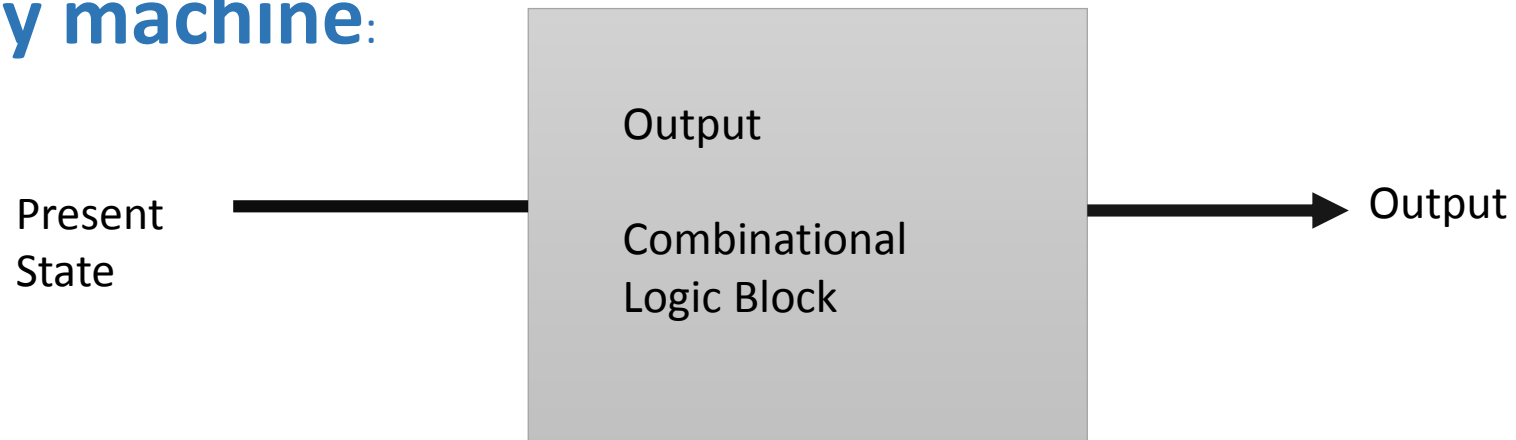 y machine:
Output
Present
State
Combinational
Logic Block
Output